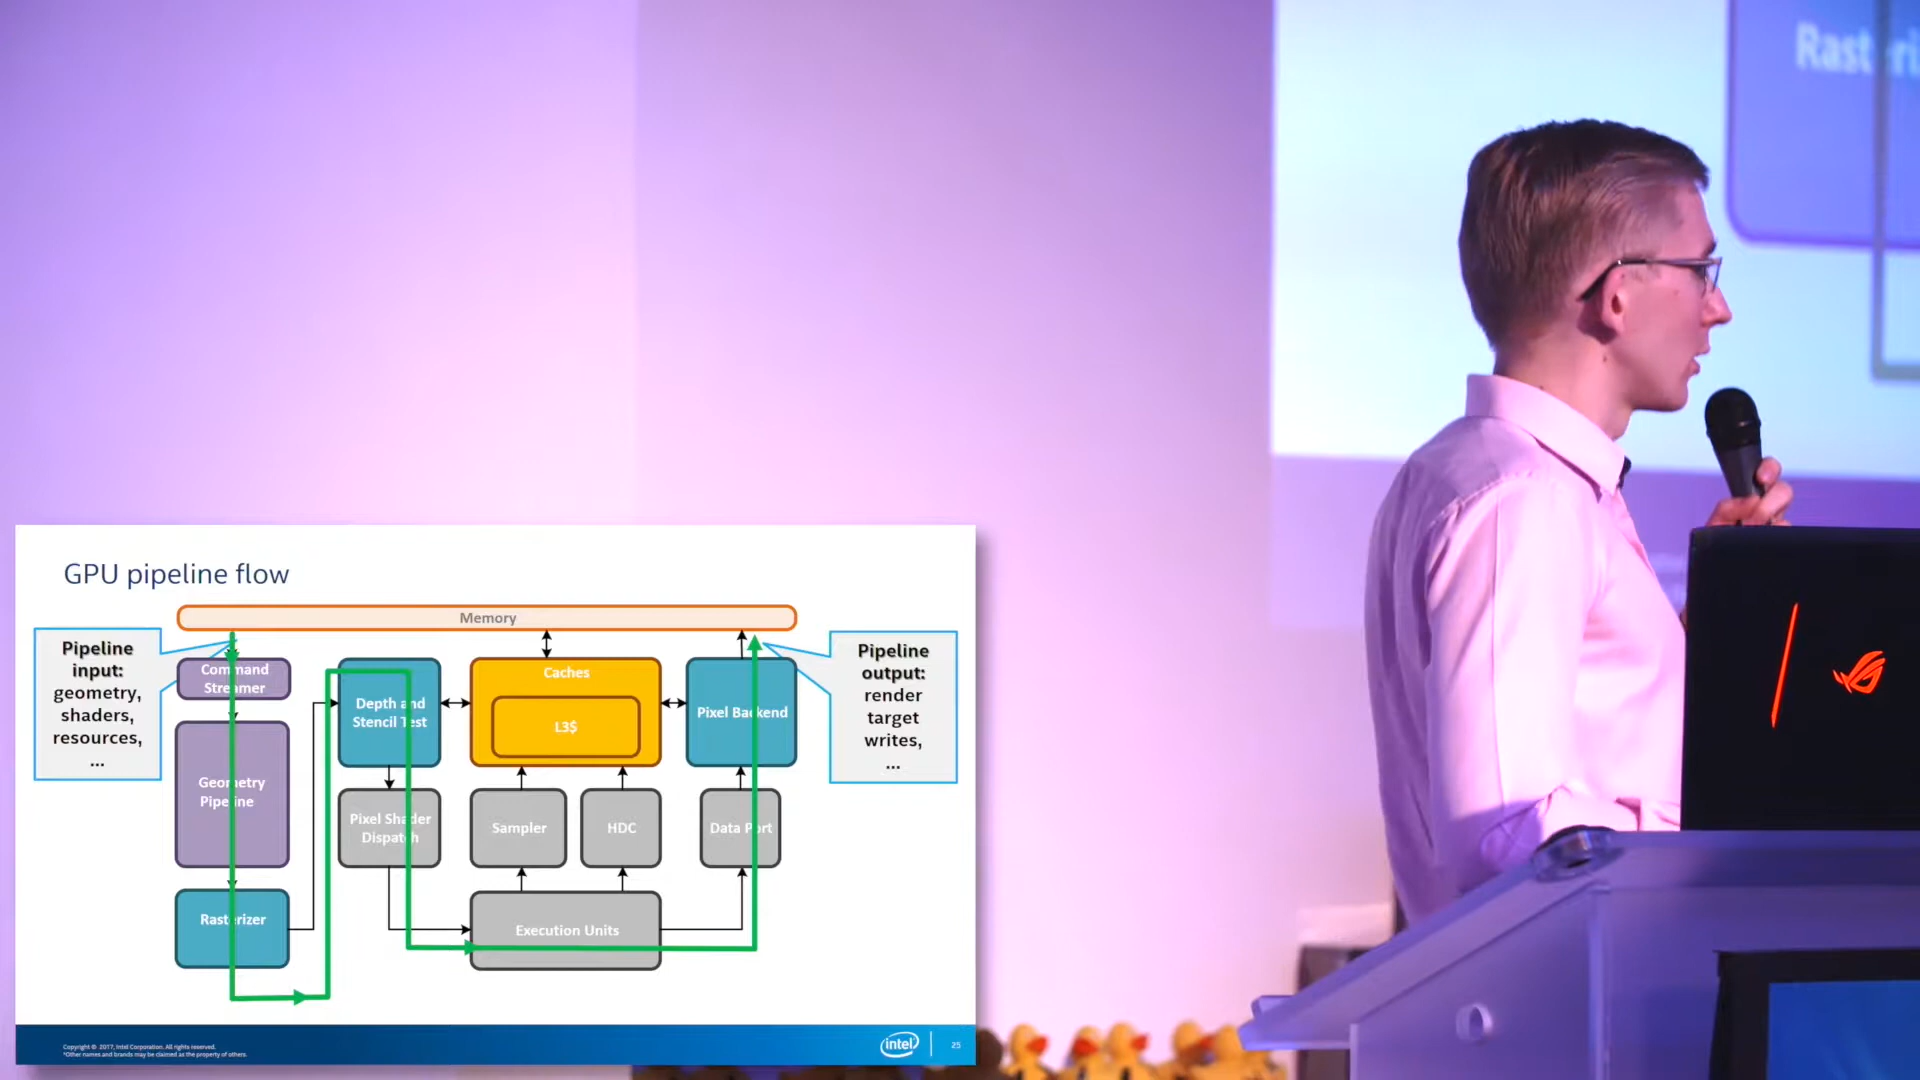 Rasteri
GPU pipeline flow
Memory
Pipeline
input:
geometry,
shaders,
resources,
...
Command
Streamer
Geometry
Pipeline
Rasterizer
Depth and
Stencil Test
Pixel Shader
Dispatch
Caches
L3$
Sampler
HDC
Execution Units
Pixel Backend
Data Port
Pipeline
output:
render
target
writes,
...
Copyright © 2017, Intel Corporation. All rights reserved.
*Other names and brands may be claimed as the property of others.
intel
25